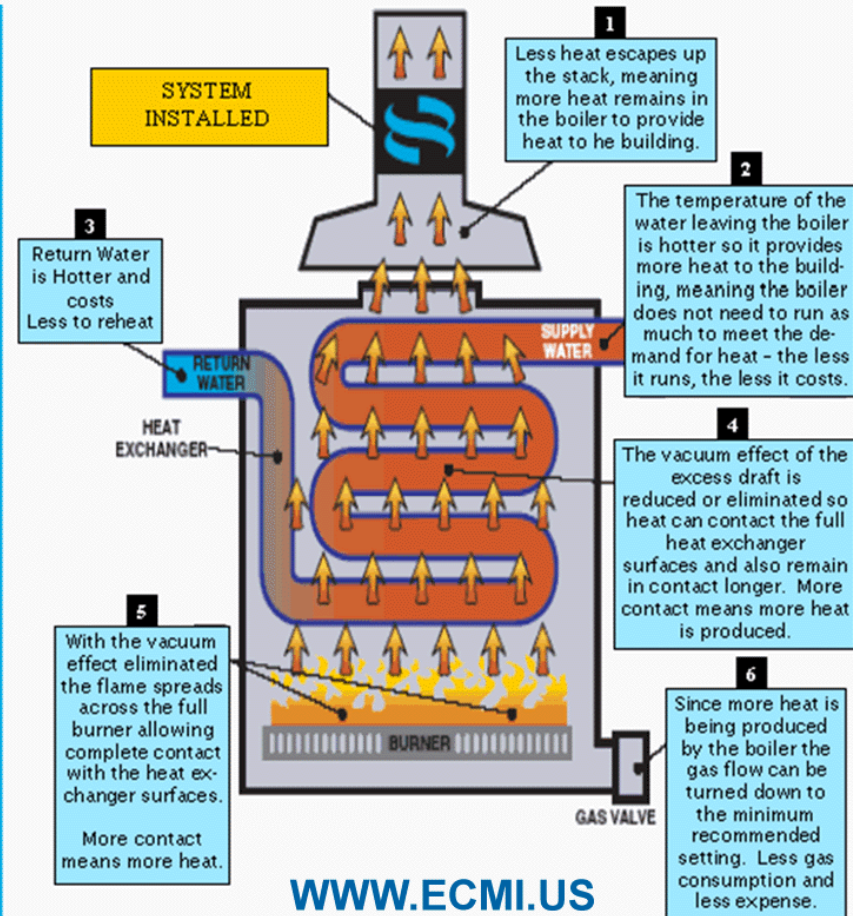 SYSTEM
INSTALLED
1
Less heat escapes up
the stack, meaning
more heat remains in
the boiler to provide
heat to he building.
2
The temperature of the
water leaving the boiler
is hotter so it provides
more heat to the build-
ing, meaning the boiler
does not need to run as
much to meet the de-
mand for heat - the less
it runs, the less it costs.
3
Return Water
is Hotter and
costs
Less to reheat
SUPPLY
WATER
RETURN
WATER
HEAT
EXCHANGER
4
The vacuum effect of the
excess draft is
reduced or eliminated so
heat can contact the full
heat exchanger
surfaces and also remain
in contact longer. More
contact means more heat
is produced.
5
With the vacuum
effect eliminated
the flame spreads
across the full
burner allowing
complete contact
with the heat ex-
changer surfaces.
More contact
means more heat.
BURNER
6
Since more heat is
being produced
by the boiler the
gas flow can be
turned down to
the minimum
recommended
setting. Less gas
consumption and
less expense.
GAS VALVE
WWW.ECMI.US